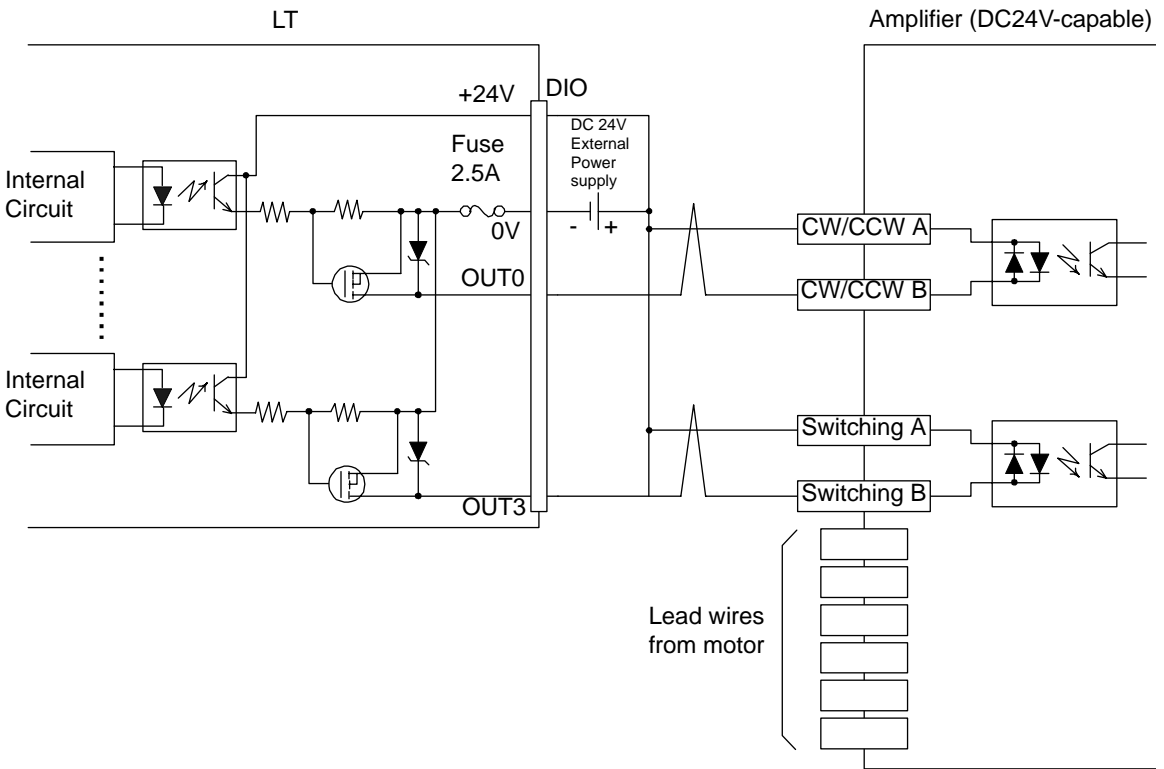 LT
Amplifier (DC24V-capable)
+24V
DIO
DC 24V
External
Power
supply
Fuse
2.5A
Internal
Circuit
0V
- +
CW/CCW A
OUT0
CW/CCW B
Internal
Circuit
Switching A
Switching B
OUT3
Lead wires
from motor